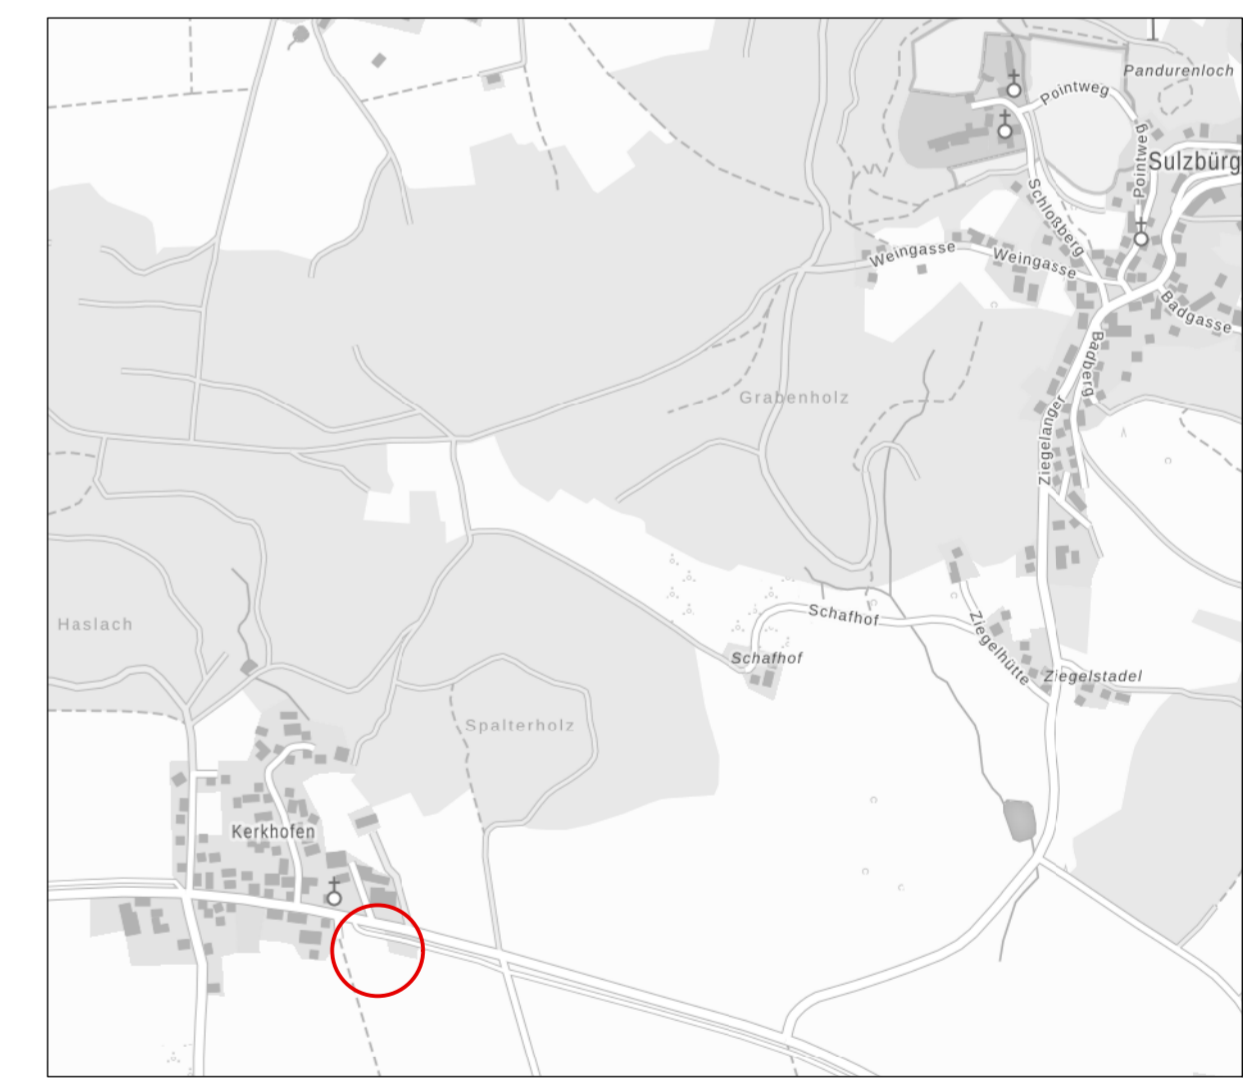 Pandurenloch
Pointweg
Pointweg
Sulzbürg
Schloßberg
Weingasse
Weingasse
Badgasse
Badberg
Grabenholz
Ziegelanger
Schafhof
Haslach
Ziegelhütte
Schafhof
Ziegelstadel
Spalterholz
Kerkhofen